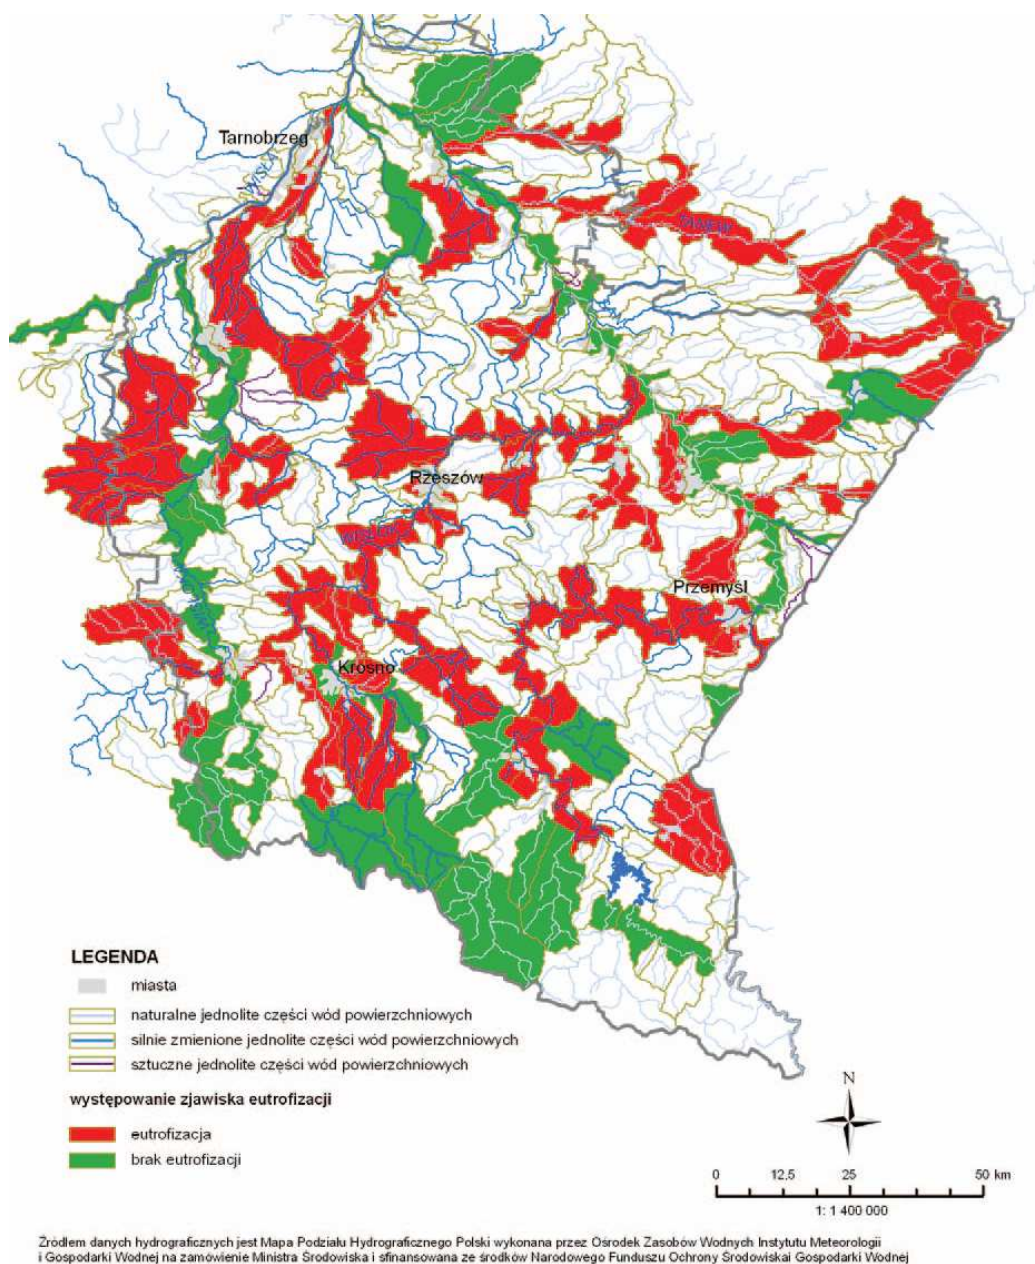 Tarnobrzeg
WISŁA
TANEW
Rzeszów
WISŁOK
Przemyśl
Krosno
LEGENDA
miasta
naturalne jednolite części wód powierzchniowych
silnie zmienione jednolite części wód powierzchniowych
sztuczne jednolite części wód powierzchniowych
występowanie zjawiska eutrofizacji
eutrofizacja
brak eutrofizacji
N
0 12,5 25 50 km
1: 1 400 000
Źródłem danych hydrograficznych jest Mapa Podziału Hydrograficznego Polski wykonana przez Ośrodek Zasobów Wodnych Instytutu Meteorologii
i Gospodarki Wodnej na zamówienie Ministra Środowiska i sfinansowana ze środków Narodowego Funduszu Ochrony Środowiskai Gospodarki Wodnej